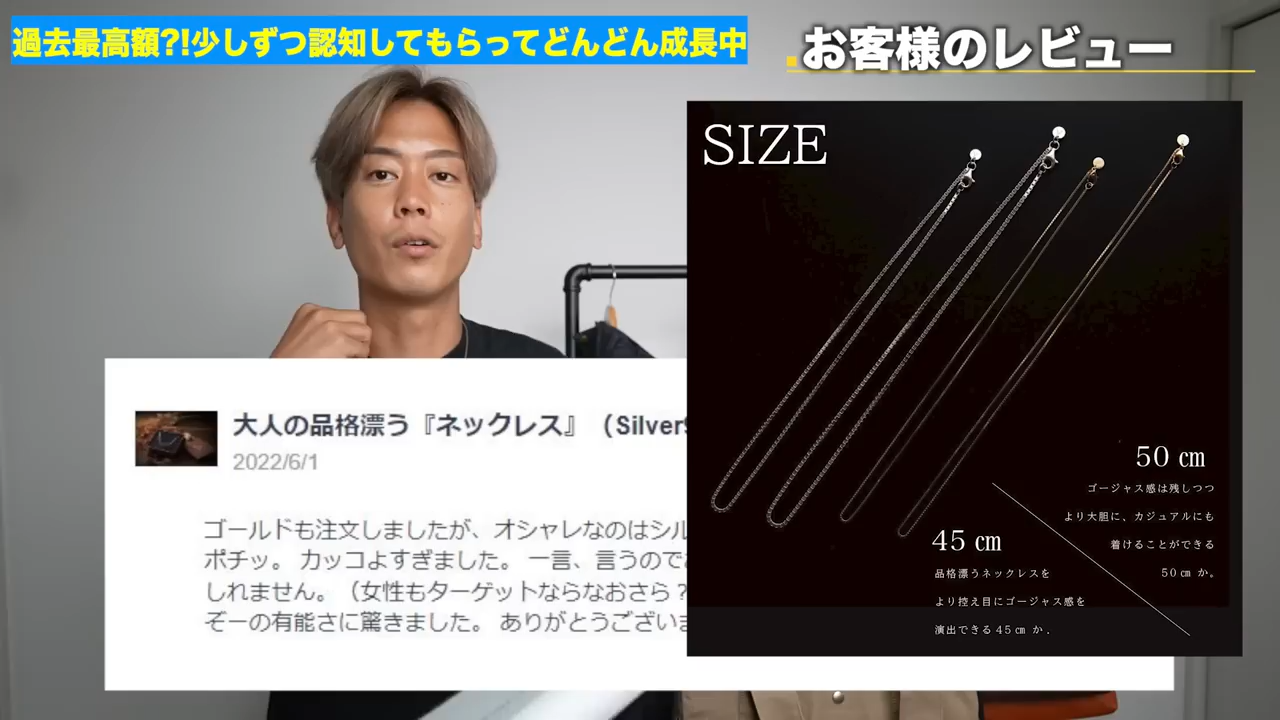 過去最高額?!少しずつ認知してもらってどんどん成長中
お客様のレビュー
SIZE
大人の品格漂う『ネックレス』（Silver9
2022/6/1
ゴールドも注文しましたが、オシャレなのはシル
ポチッ。 カッコよすぎました。 一言、言うので
しれません。（女性もターゲットならなおさら？
ぞーの有能さに驚きました。 ありがとうござい
50 ㎝
ゴージャス感は残しつつ
より大胆に、カジュアルにも
着けることができる
50 ㎝ か。
45 ㎝
品格漂うネックレスを
より控え目にゴージャス感を
演出できる 45 ㎝ か .